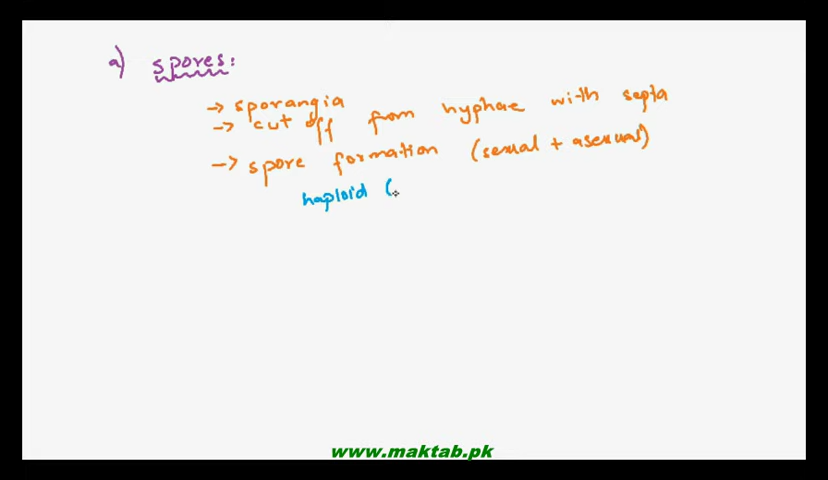 a) spores:
→ sporangia
→ cut off from hyphae with septa
→ spore formation (sexual + asexual)
haploid (
www.maktab.pk